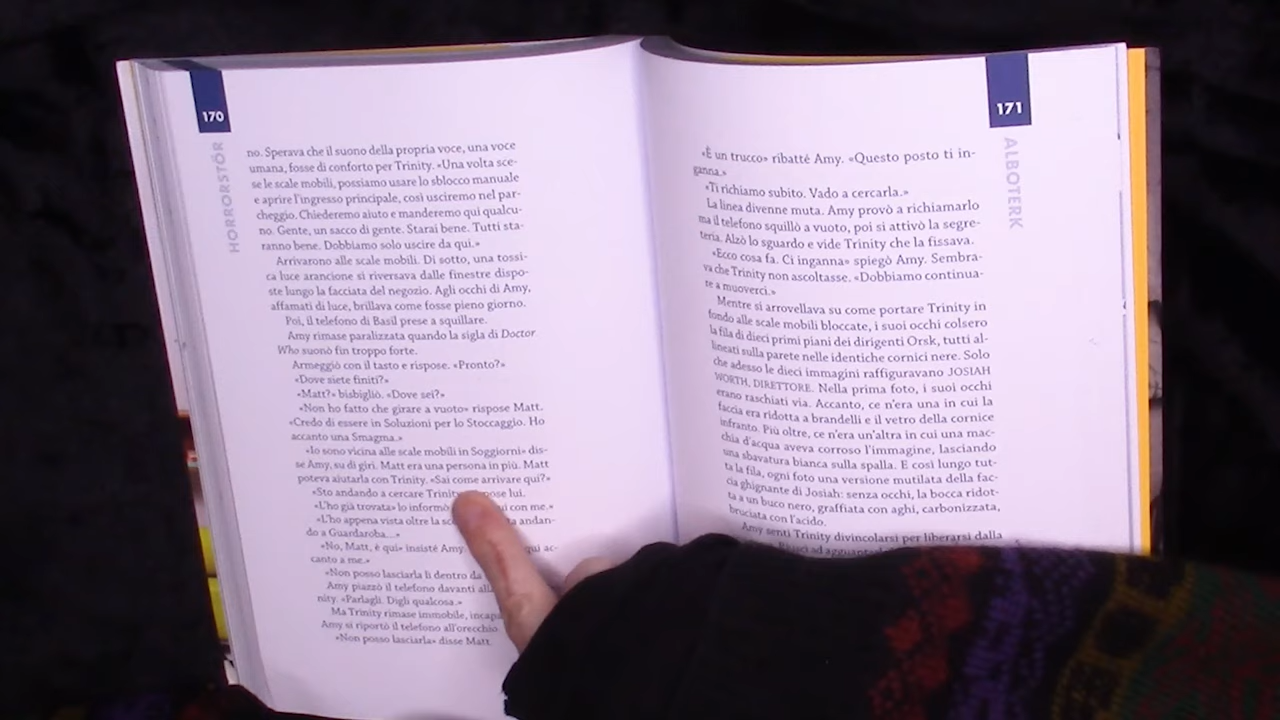 170
HORRORSTÖR
no. Sperava che il suono della propria voce, una voce
umana, fosse di conforto per Trinity. «Una volta sce-
se le scale mobili, possiamo usare lo sblocco manuale
e aprire l'ingresso principale, così usciremo nel par-
cheggio. Chiederemo aiuto e manderemo qui qualcu-
no. Gente, un sacco di gente. Starai bene. Tutti sta-
ranno bene. Dobbiamo solo uscire da qui.»
Arrivarono alle scale mobili. Di sotto, una tossi-
ca luce arancione si riversava dalle finestre dispo-
ste lungo la facciata del negozio. Agli occhi di Amy,
affamati di luce, brillava come fosse pieno giorno.
Poi, il telefono di Basil prese a squillare.
Amy rimase paralizzata quando la sigla di Doctor
Who suonò fin troppo forte.
Armeggiò con il tasto e rispose. «Pronto?»
«Dove siete finiti?»
«Matt?» bisbigliò. «Dove sei?»
«Non ho fatto che girare a vuoto» rispose Matt.
«Credo di essere in Soluzioni per lo Stoccaggio. Ho
accanto una Smagma.»
«Io sono vicina alle scale mobili in Soggiorni» dis-
se Amy, su di giri. Matt era una persona in più. Matt
poteva aiutarla con Trinity. «Sai come arrivare qui?»
«Sto andando a cercare Trinity lui.
«L'ho già trovata» lo informò con me.»
«L'ho appena vista oltre la andan-
do a Guardaroba...»
«No, Matt, è qui» insisté Amy. qui ac-
canto a me.»
«Non posso lasciarla lì dentro da
Amy piazzò il telefono davanti
nity. «Parlagli. Digli qualcosa.»
Ma Trinity rimase immobile,
Amy si riportò il telefono all'orecchio.
«Non posso lasciarla» disse Matt.
171
ALBOTERK
«È un trucco» ribatté Amy. «Questo posto ti in-
ganna.»
«Ti richiamo subito. Vado a cercarla.»
La linea divenne muta. Amy provò a richiamarlo
ma il telefono squillò a vuoto, poi si attivò la segre-
teria. Alzò lo sguardo e vide Trinity che la fissava.
«Ecco cosa fa. Ci inganna» spiegò Amy. Sembra-
va che Trinity non ascoltasse. «Dobbiamo continua-
re a muoverci.»
Mentre si arrovellava su come portare Trinity in
fondo alle scale mobili bloccate, i suoi occhi colsero
la fila di dieci primi piani dei dirigenti Orsk, tutti al-
lineati sulla parete nelle identiche cornici nere. Solo
che adesso le dieci immagini raffiguravano JOSIAH
WORTH, DIRETTORE. Nella prima foto, i suoi occhi
erano raschiati via. Accanto, ce n'era una in cui la
faccia era ridotta a brandelli e il vetro della cornice
infranto. Più oltre, ce n'era un'altra in cui una mac-
chia d'acqua aveva corroso l'immagine, lasciando
una sbavatura bianca sulla spalla. E così lungo tut-
ta la fila, ogni foto una versione mutilata della fac-
cia ghignante di Josiah: senza occhi, la bocca ridot-
ta a un buco nero, graffiata con aghi, carbonizzata,
bruciata con l'acido.
Amy sentì Trinity divincolarsi per liberarsi dalla